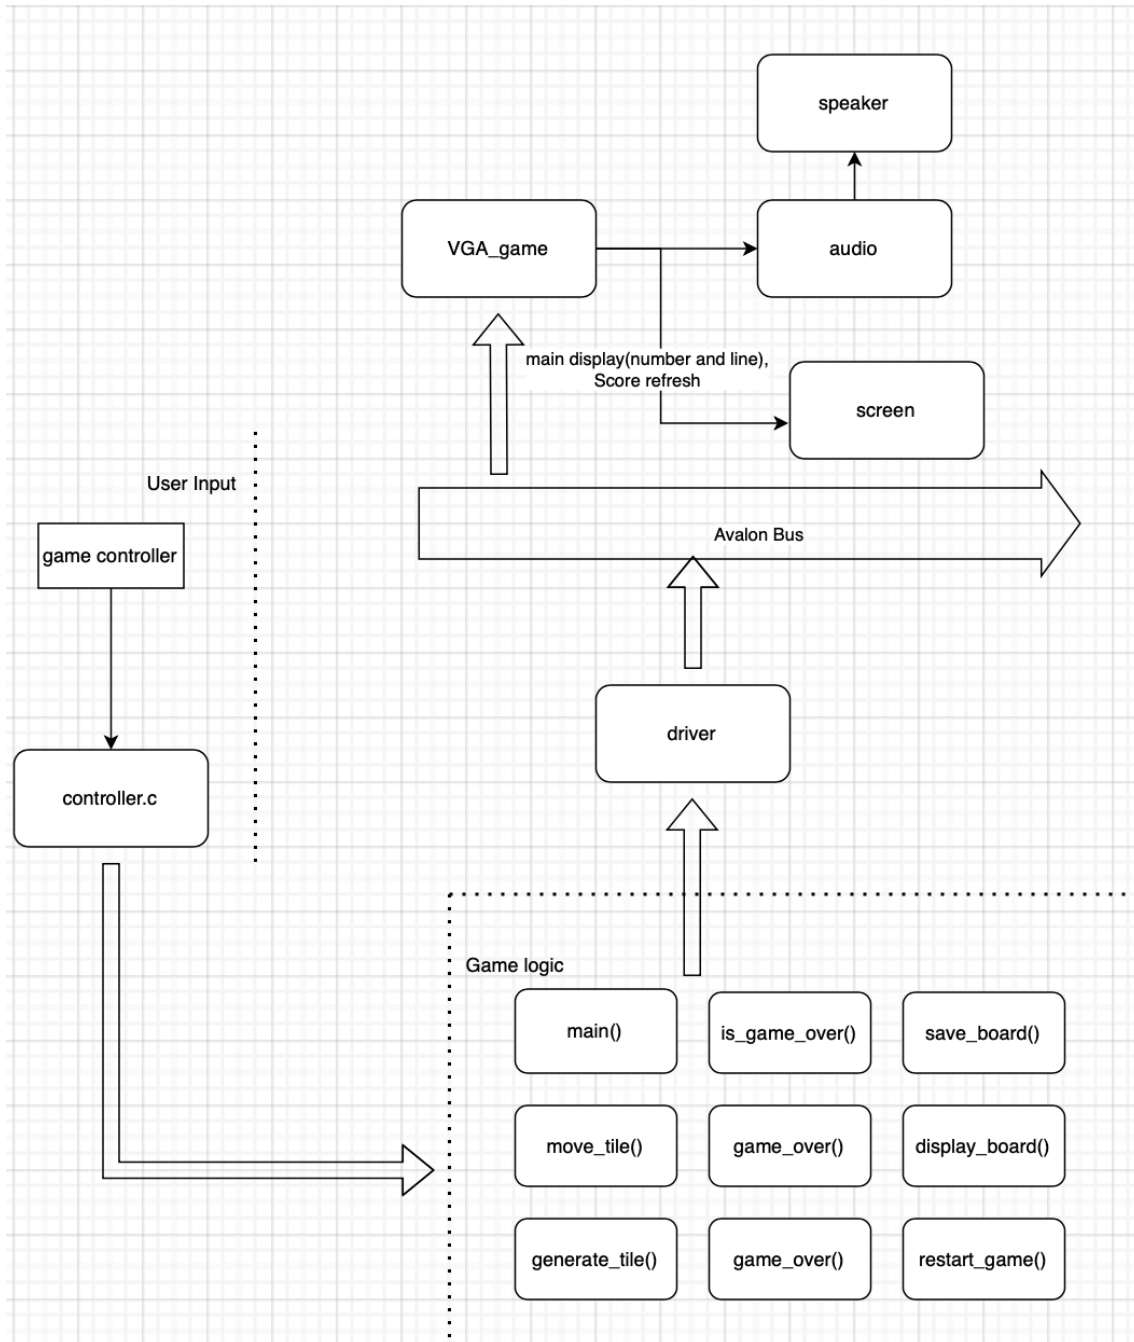 speaker
VGA_game
audio
main display(number and line),
Score refresh
screen
User Input
Avalon Bus
game controller
driver
controller.c
Game logic
main()
is_game_over()
save_board()
move_tile()
game_over()
display_board()
generate_tile()
game_over()
restart_game()